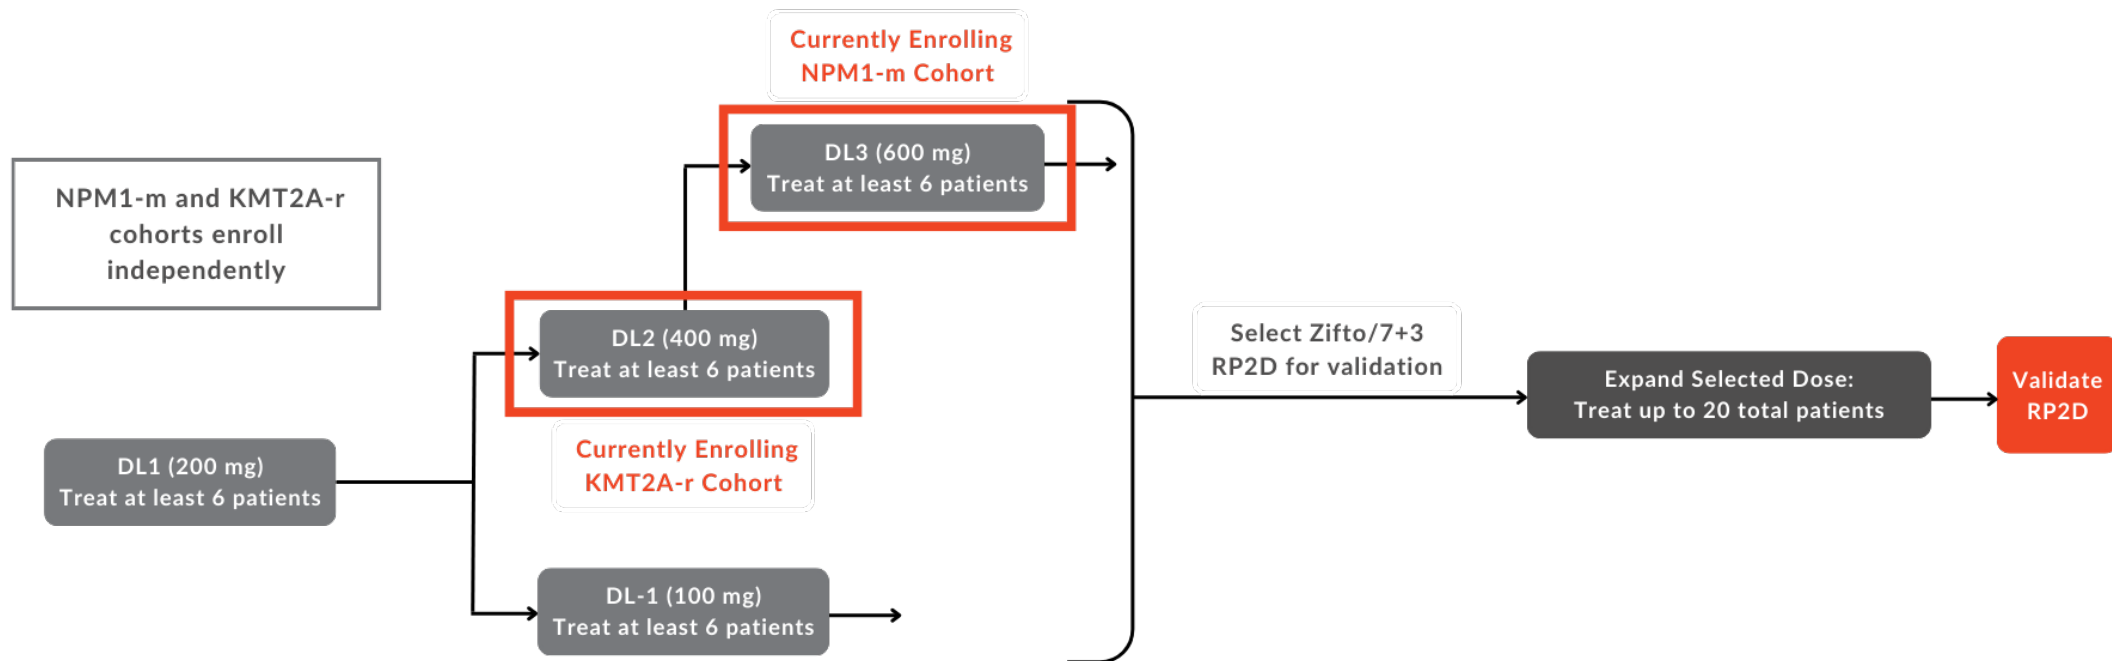 Currently Enrolling
NPM1-m Cohort
DL3 (600 mg)
Treat at least 6 patients
NPM1-m and KMT2A-r
cohorts enroll
independently
DL2 (400 mg)
Treat at least 6 patients
Currently Enrolling
KMT2A-r Cohort
DL1 (200 mg)
Treat at least 6 patients
DL-1 (100 mg)
Treat at least 6 patients
Select Zifto/7+3
RP2D for validation
Expand Selected Dose:
Treat up to 20 total patients
Validate
RP2D